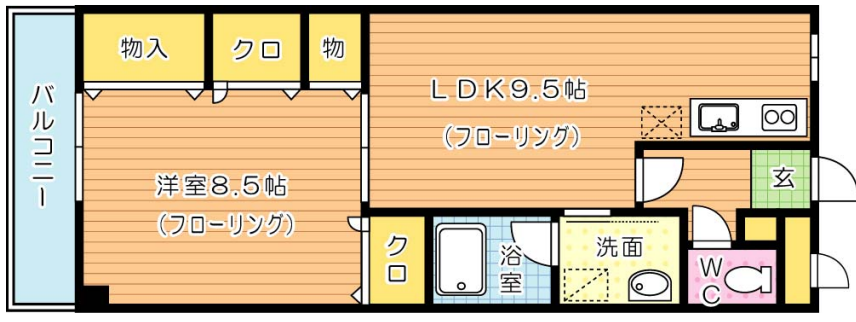 物入
クロ
物
LDK9.5帖
(フローリング)
バルコニー
洋室8.5帖
(フローリング)
玄
クロ
浴室
洗面
WC